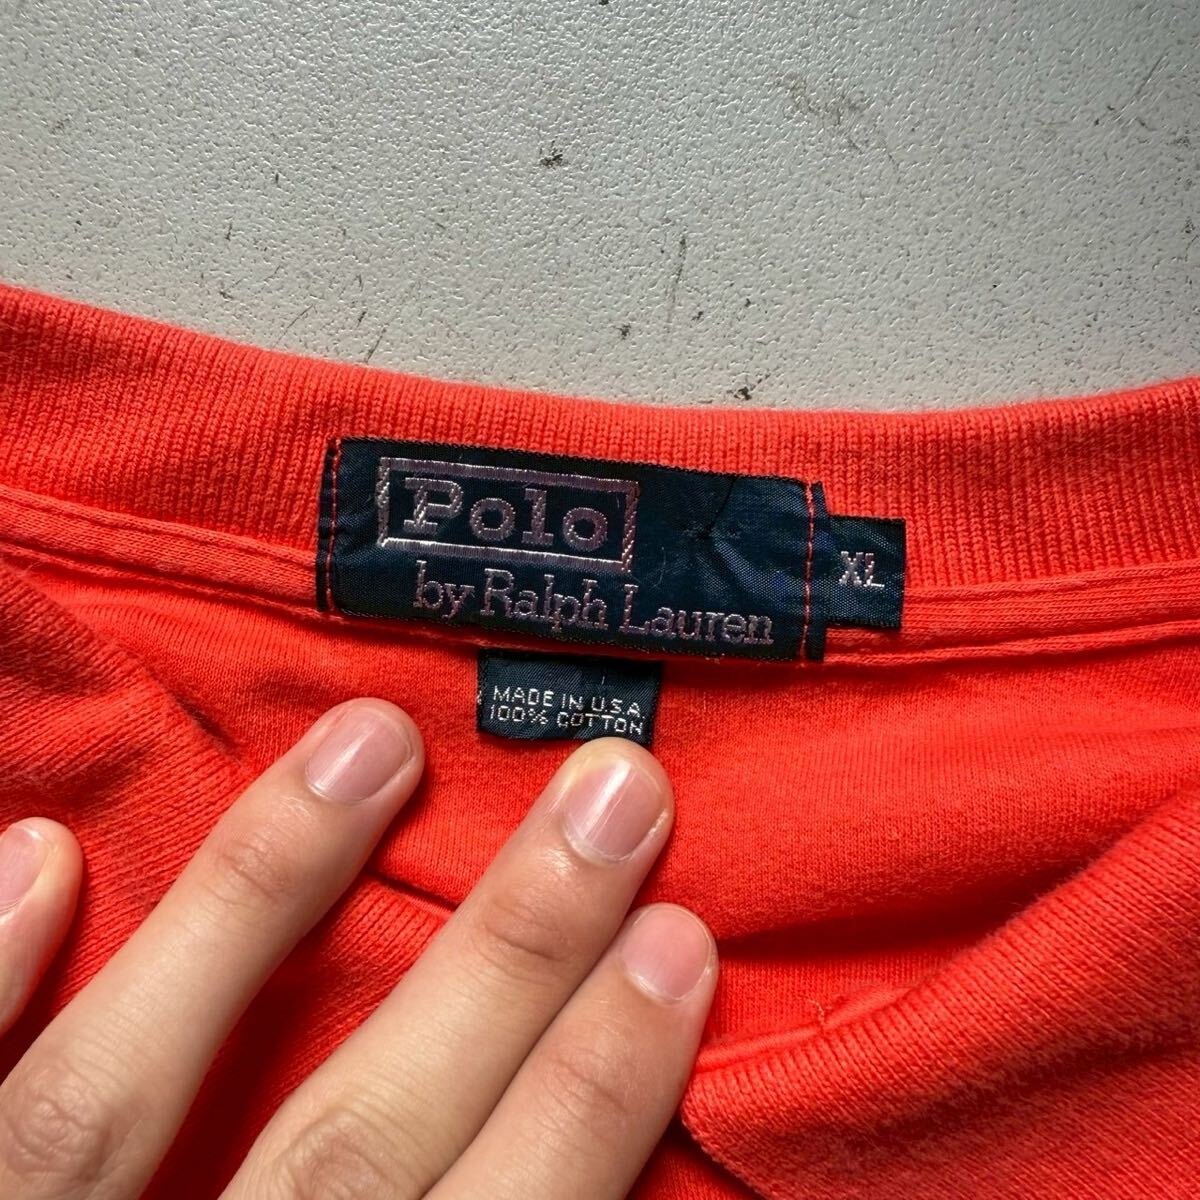 Polo
by Ralph Lauren
XL
MADE IN U.S.A.
100% COTTON